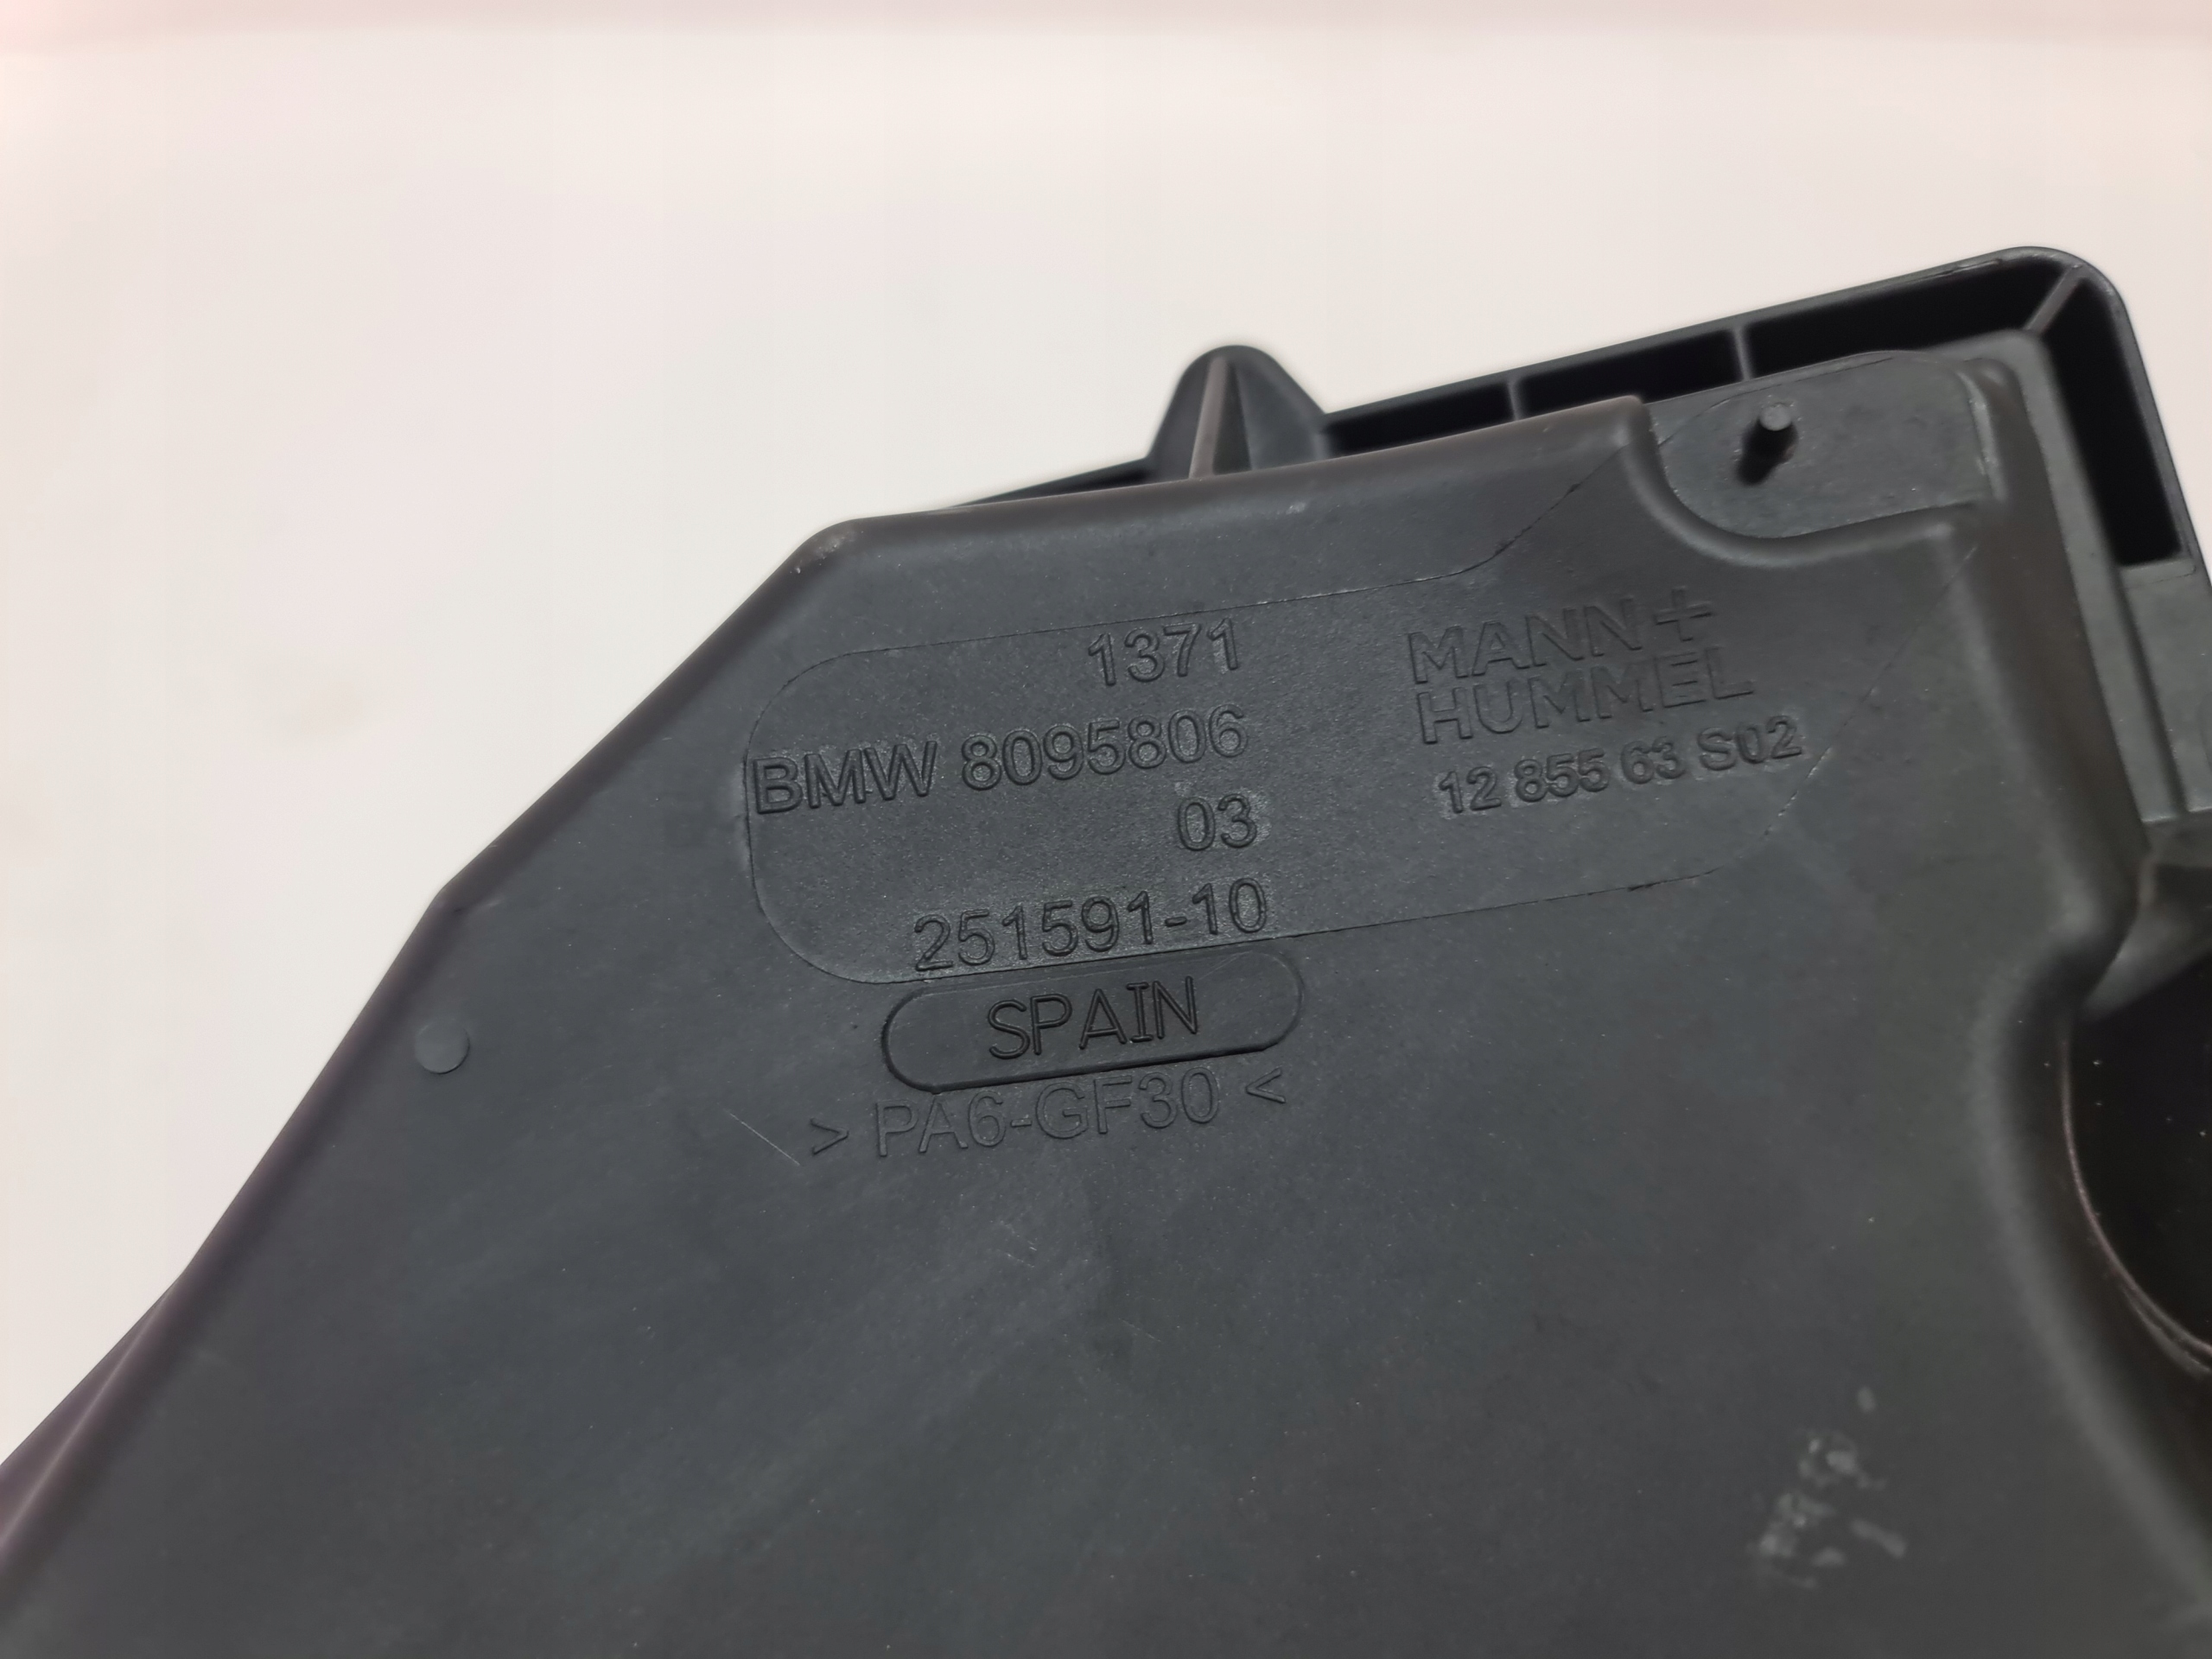 1371
BMW 8095806
03
251591-10
SPAIN
> PA6-GF30 <
MANN+
HUMMEL
12 855 63 S02